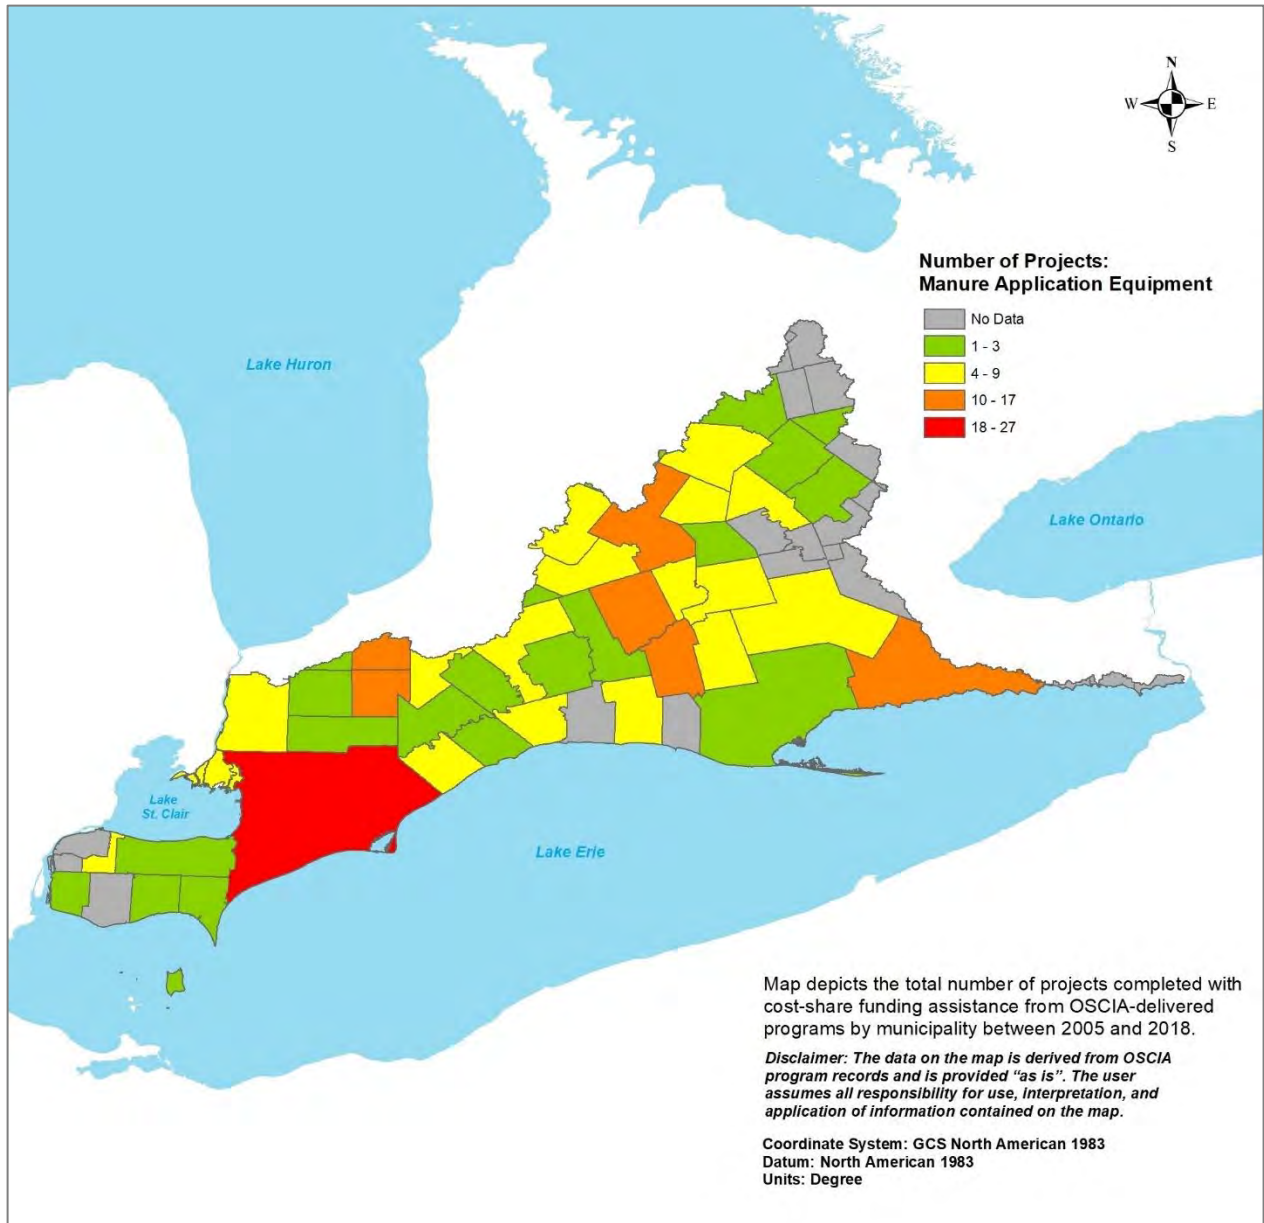 N
W E
S
Number of Projects:
Manure Application Equipment
No Data
1 - 3
4 - 9
10 - 17
18 - 27
Lake Huron
Lake Ontario
Lake
St. Clair
Lake Erie
Map depicts the total number of projects completed with
cost-share funding assistance from OSCIA-delivered
programs by municipality between 2005 and 2018.
Disclaimer: The data on the map is derived from OSCIA
program records and is provided “as is”. The user
assumes all responsibility for use, interpretation, and
application of information contained on the map.
Coordinate System: GCS North American 1983
Datum: North American 1983
Units: Degree